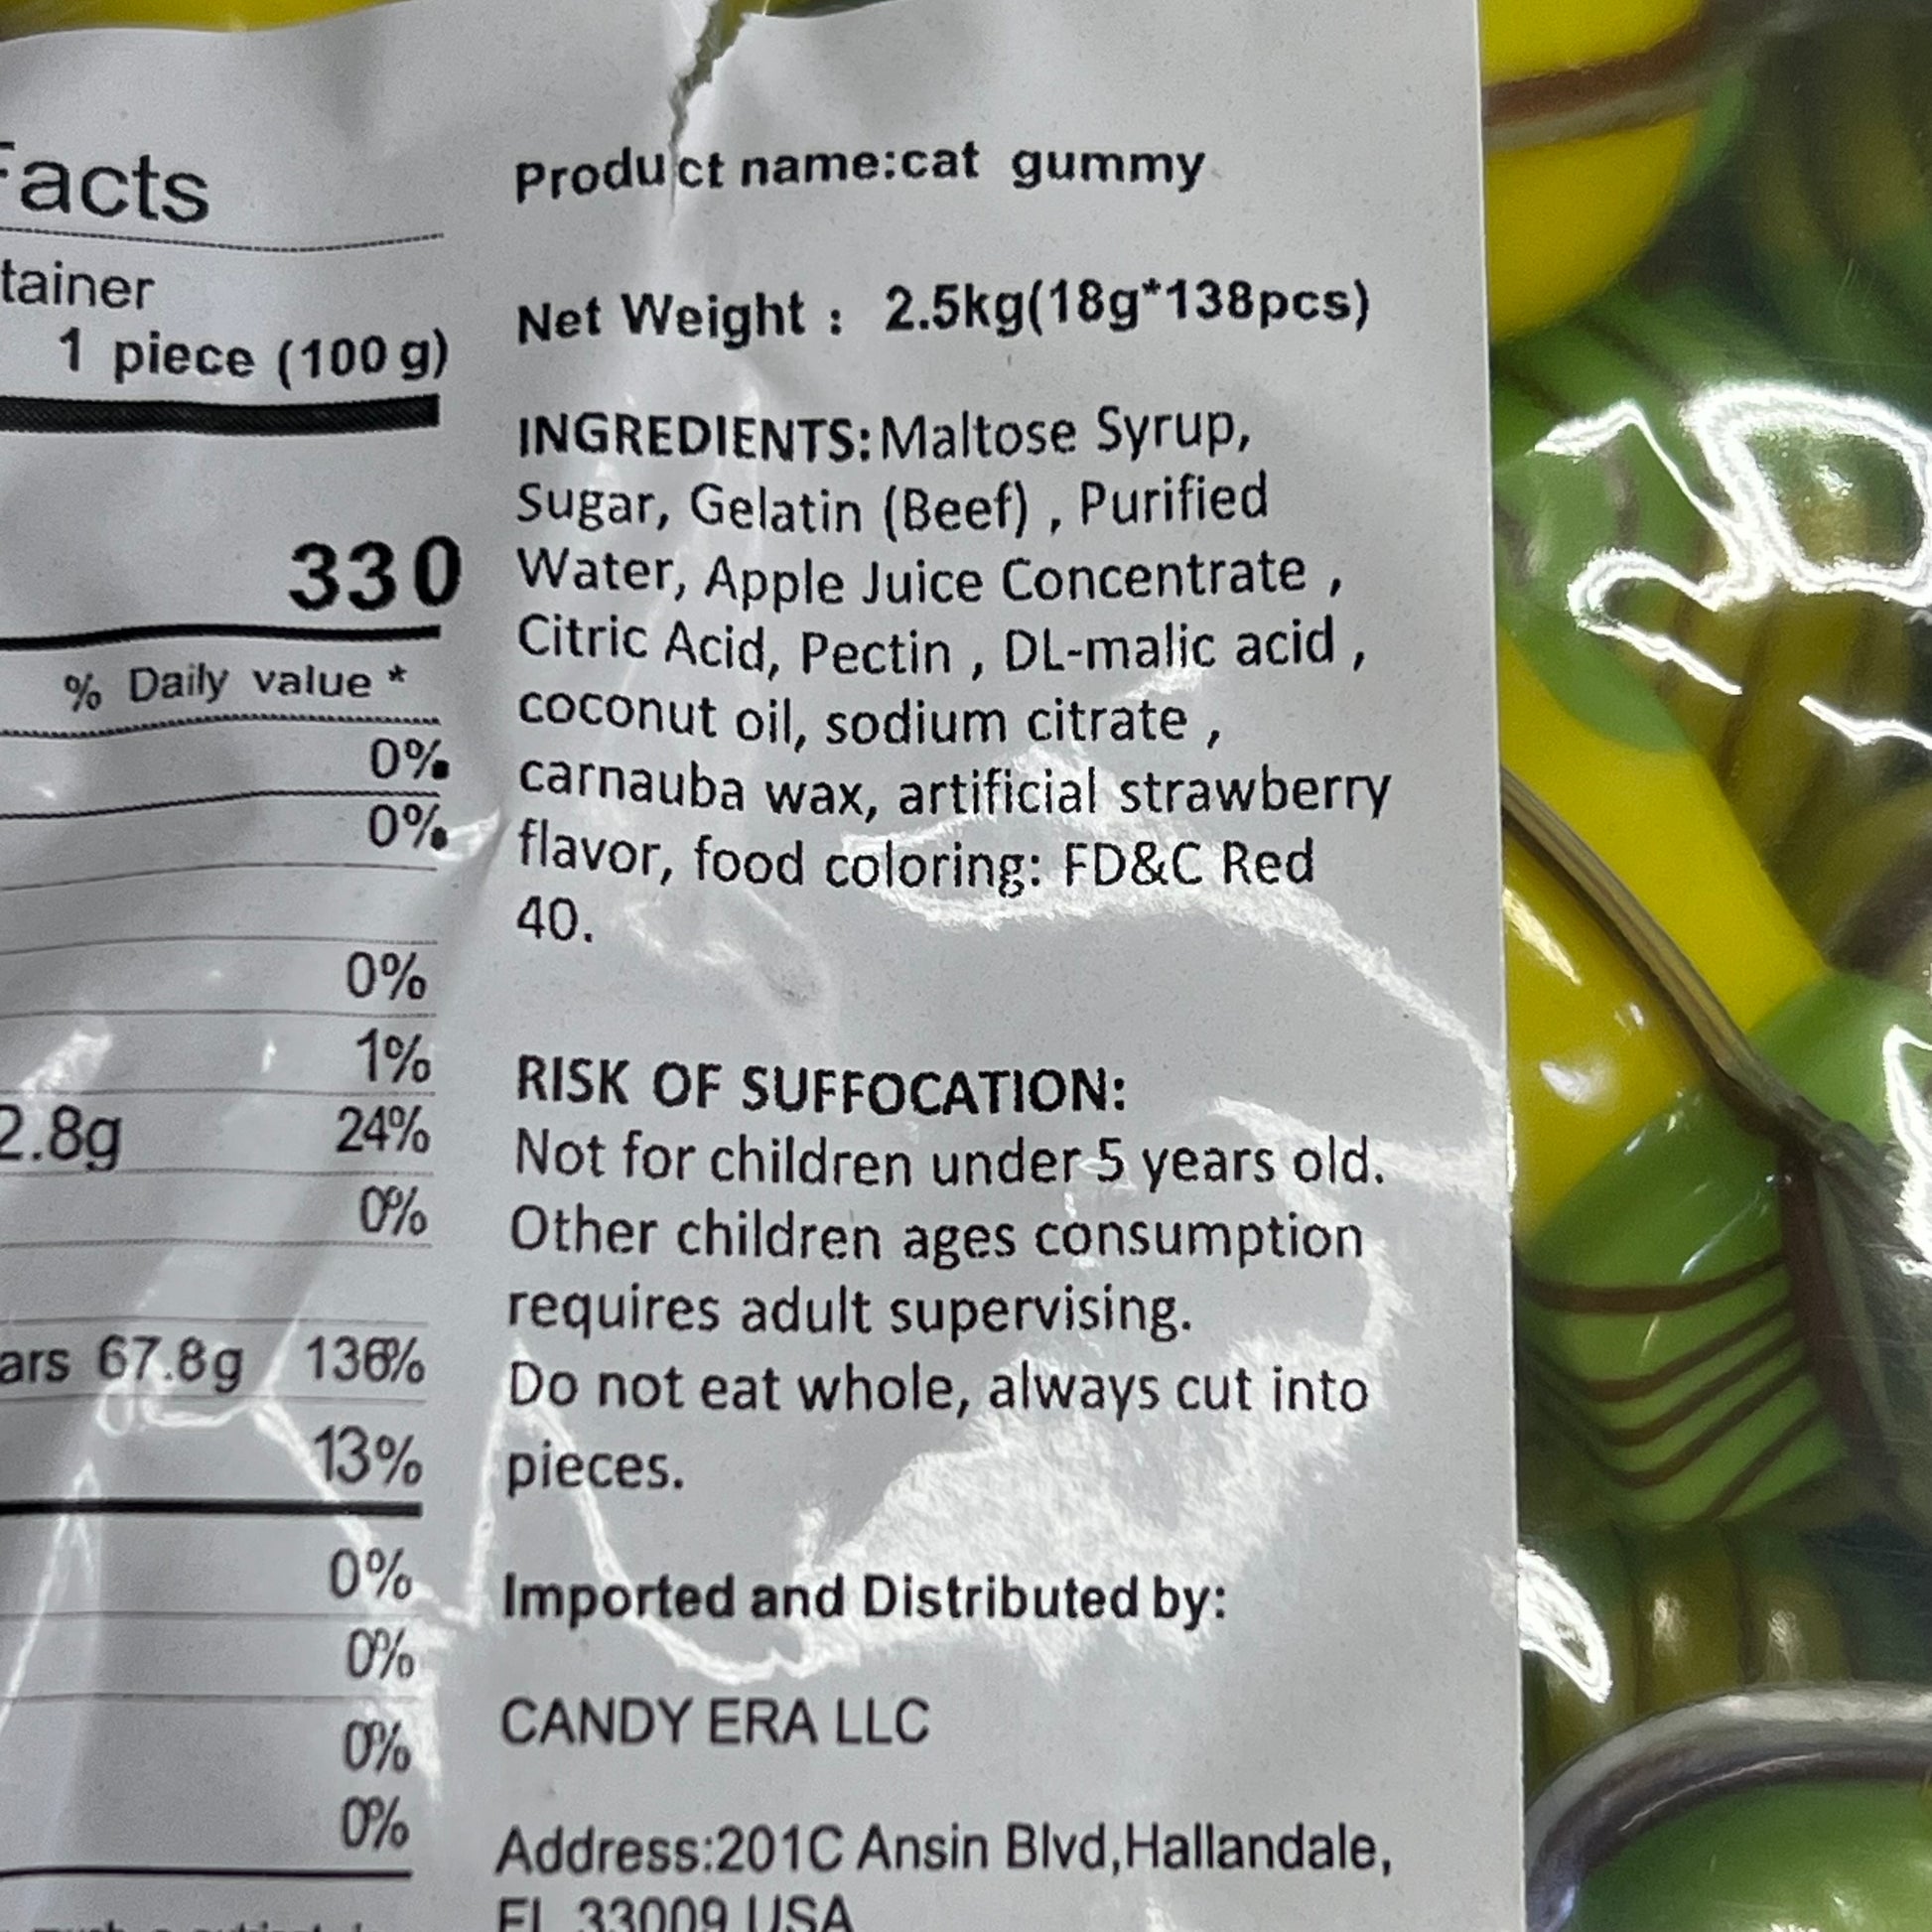 Facts
tainer
1 piece (100 g)
330
% Daily value *
0%
0%
0%
1%
2.8g 24%
0%
ars 67.8g 136%
13%
0%
0%
0%
0%
Product name:cat gummy
Net Weight : 2.5kg(18g*138pcs)
INGREDIENTS:Maltose Syrup,
Sugar, Gelatin (Beef) , Purified
Water, Apple Juice Concentrate ,
Citric Acid, Pectin , DL-malic acid ,
coconut oil, sodium citrate ,
carnauba wax, artificial strawberry
flavor, food coloring: FD&C Red
40.
RISK OF SUFFOCATION:
Not for children under 5 years old.
Other children ages consumption
requires adult supervising.
Do not eat whole, always cut into
pieces.
Imported and Distributed by:
CANDY ERA LLC
Address:201C Ansin Blvd,Hallandale,
FL 33009 USA